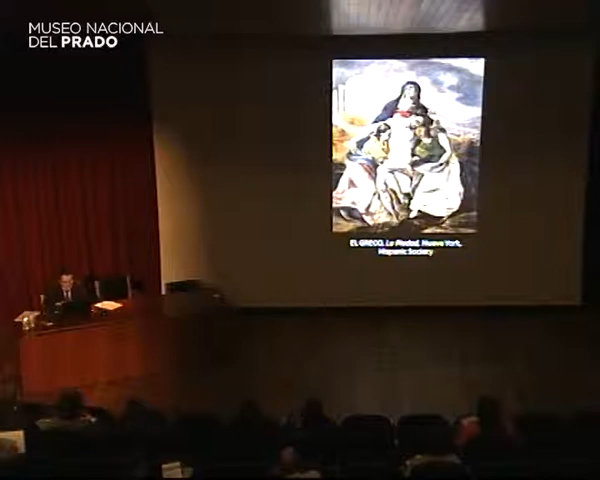 MUSEO NACIONAL
DEL PRADO
EL GRECO, La Piedad, Nueva York,
Hispanic Society